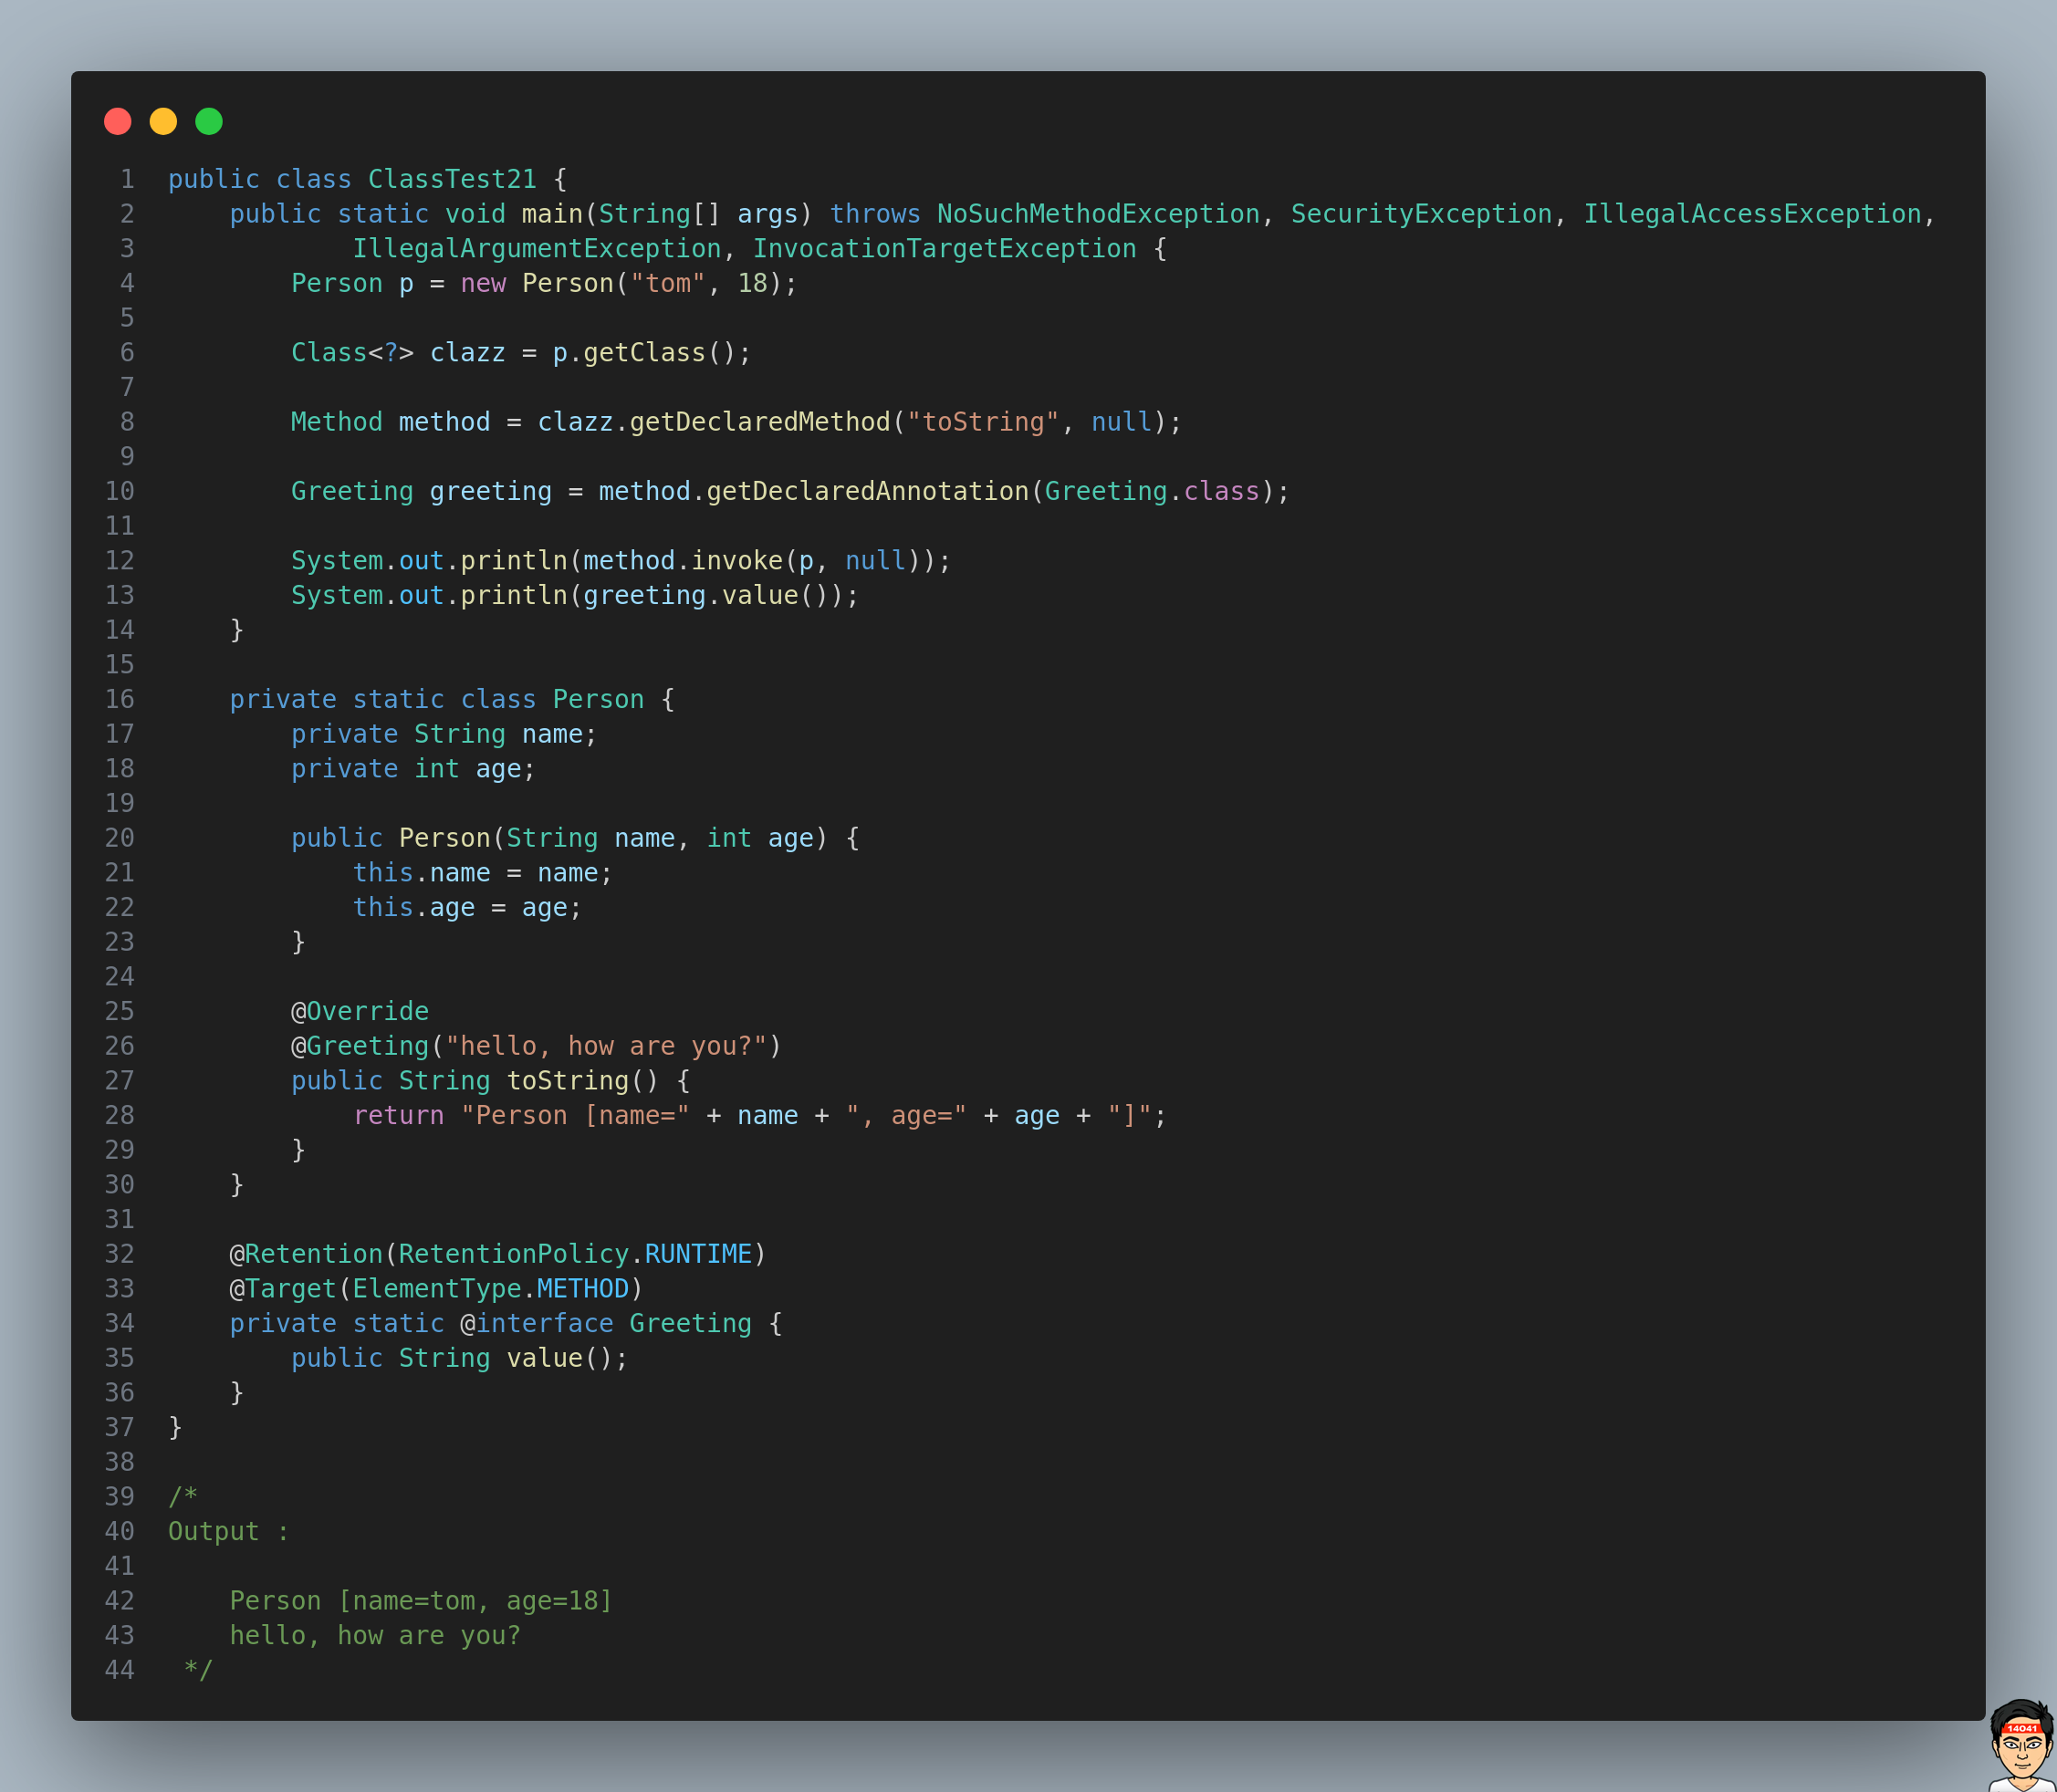 1 public class ClassTest21 {
2     public static void main(String[] args) throws NoSuchMethodException, SecurityException, IllegalAccessException,
3             IllegalArgumentException, InvocationTargetException {
4         Person p = new Person("tom", 18);
5
6         Class<?> clazz = p.getClass();
7
8         Method method = clazz.getDeclaredMethod("toString", null);
9
10         Greeting greeting = method.getDeclaredAnnotation(Greeting.class);
11
12         System.out.println(method.invoke(p, null));
13         System.out.println(greeting.value());
14     }
15
16     private static class Person {
17         private String name;
18         private int age;
19
20         public Person(String name, int age) {
21             this.name = name;
22             this.age = age;
23         }
24
25         @Override
26         @Greeting("hello, how are you?")
27         public String toString() {
28             return "Person [name=" + name + ", age=" + age + "]";
29         }
30     }
31
32     @Retention(RetentionPolicy.RUNTIME)
33     @Target(ElementType.METHOD)
34     private static @interface Greeting {
35         public String value();
36     }
37 }
38
39 /*
40 Output :
41
42     Person [name=tom, age=18]
43     hello, how are you?
44  */
14041